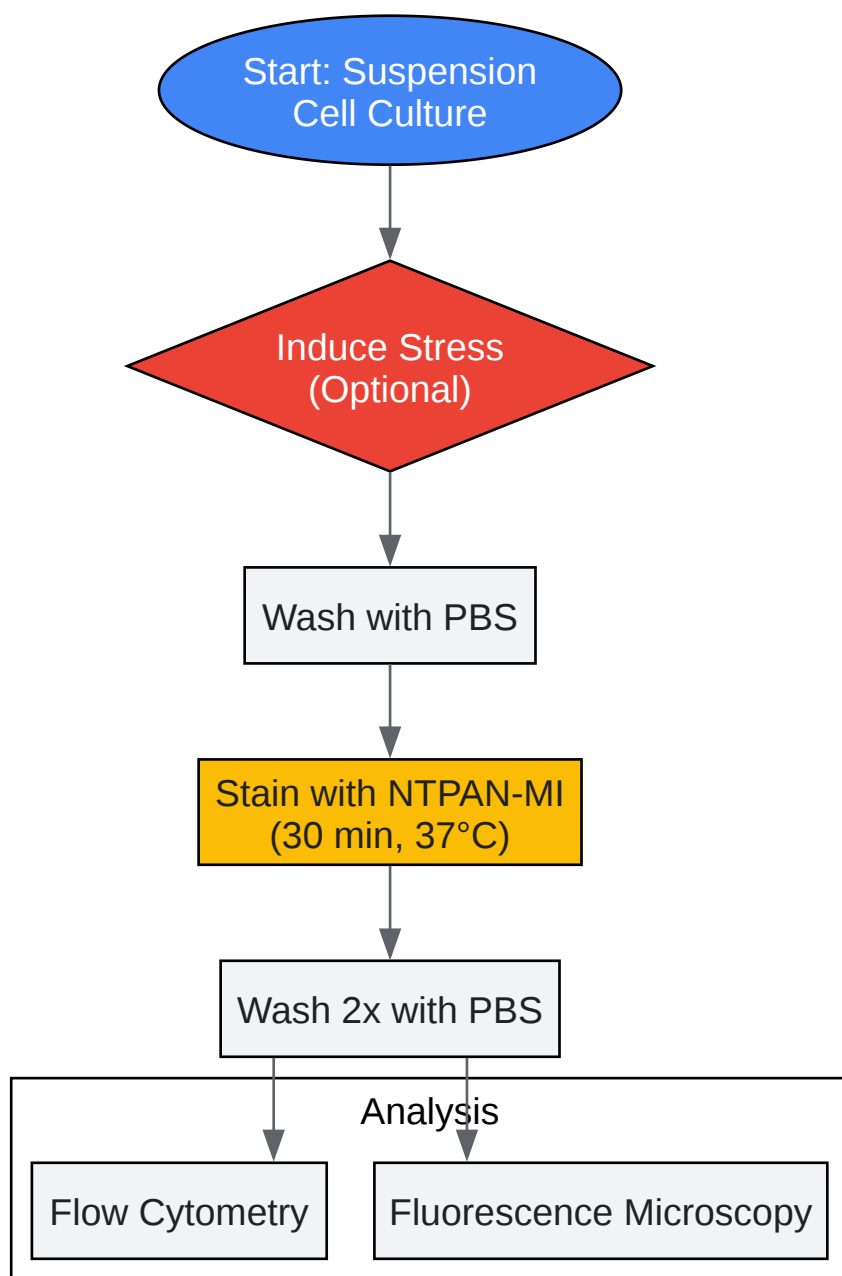 Start: Suspension
Cell Culture
Induce Stress
(Optional)
Wash with PBS
Stain with NTPAN-MI
(30 min, 37°C)
Wash 2x with PBS
Analysis
Flow Cytometry
Fluorescence Microscopy